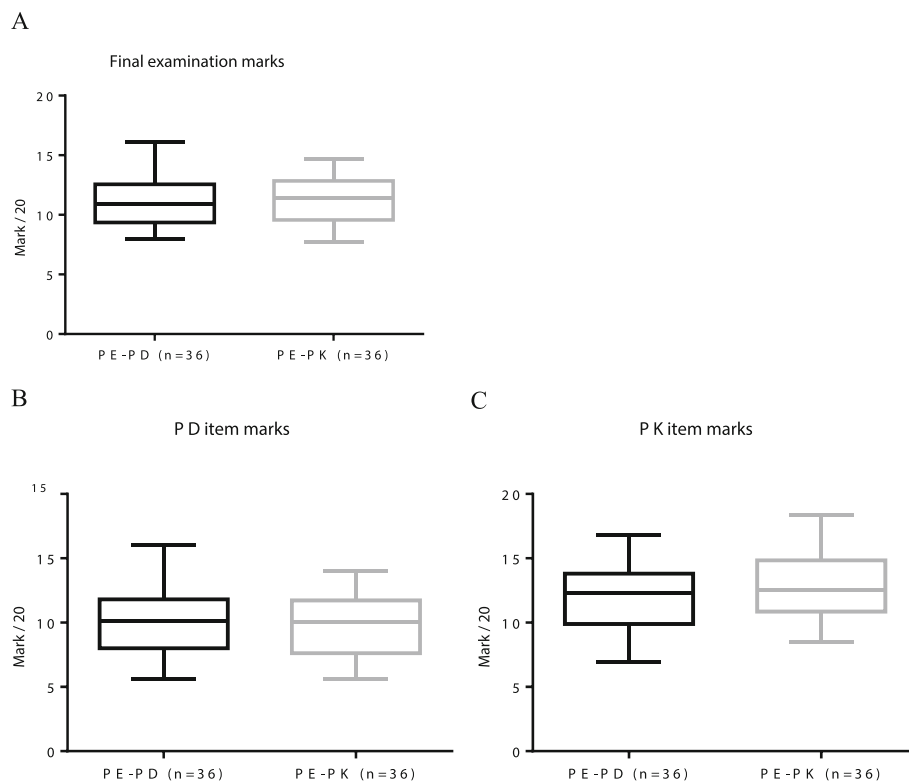 A
Final examination marks
20
15
10
5
0
Mark / 20
PE-PD (n=36)
PE-PK (n=36)
B
PD item marks
15
15
10
5
0
Mark / 20
PE-PD (n=36)
PE-PK (n=36)
C
PK item marks
20
15
10
5
0
Mark / 20
PE-PD (n=36)
PE-PK (n=36)